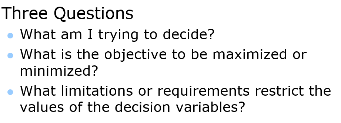 Three Questions
What am I trying to decide?
What is the objective to be maximized or
minimized?
What limitations or requirements restrict the
values of the decision variables?